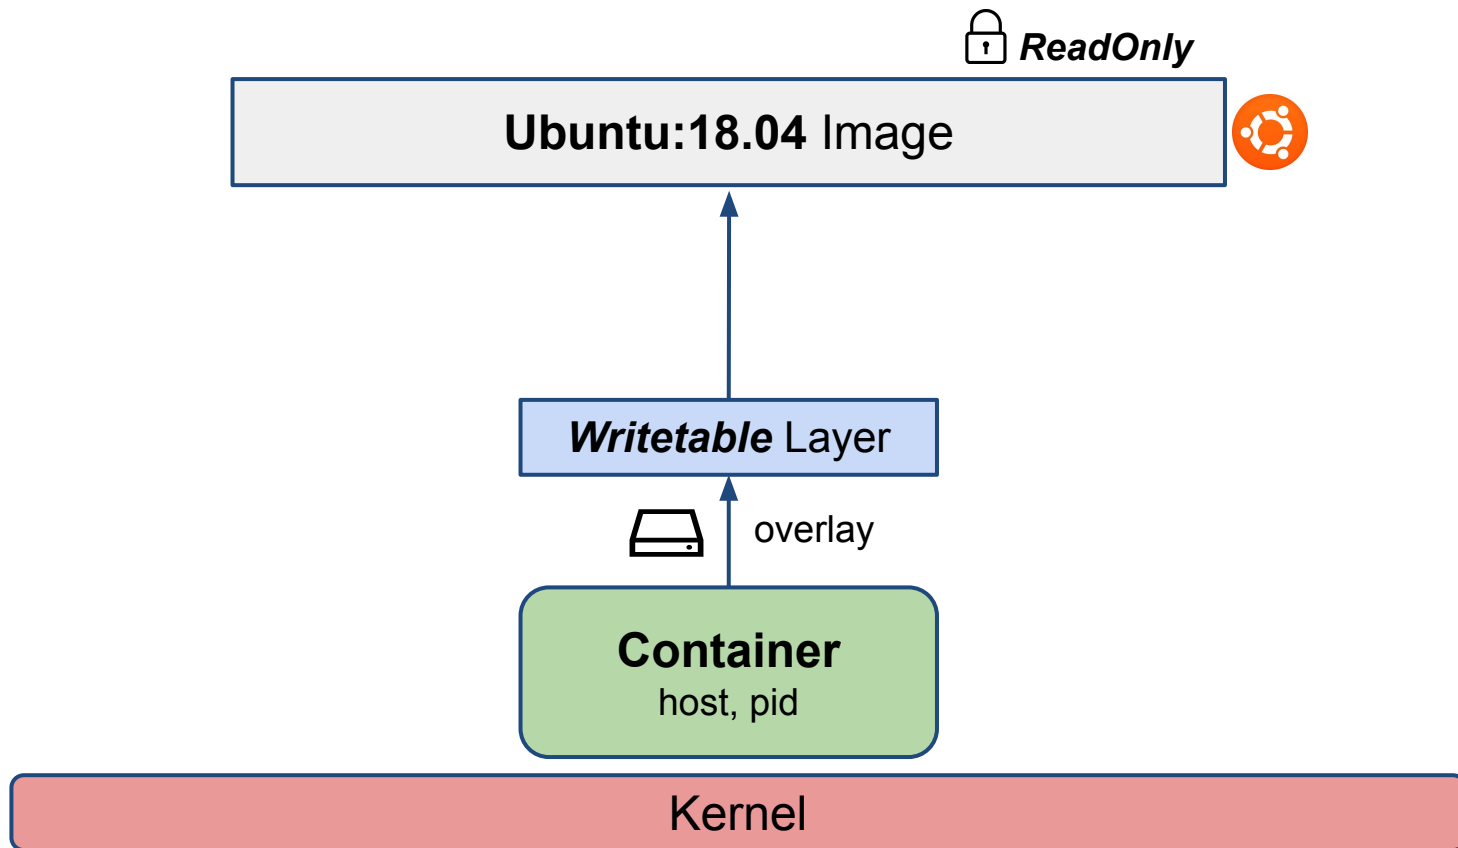 ReadOnly
Ubuntu:18.04 Image
Writetable Layer
overlay
Container
host, pid
Kernel